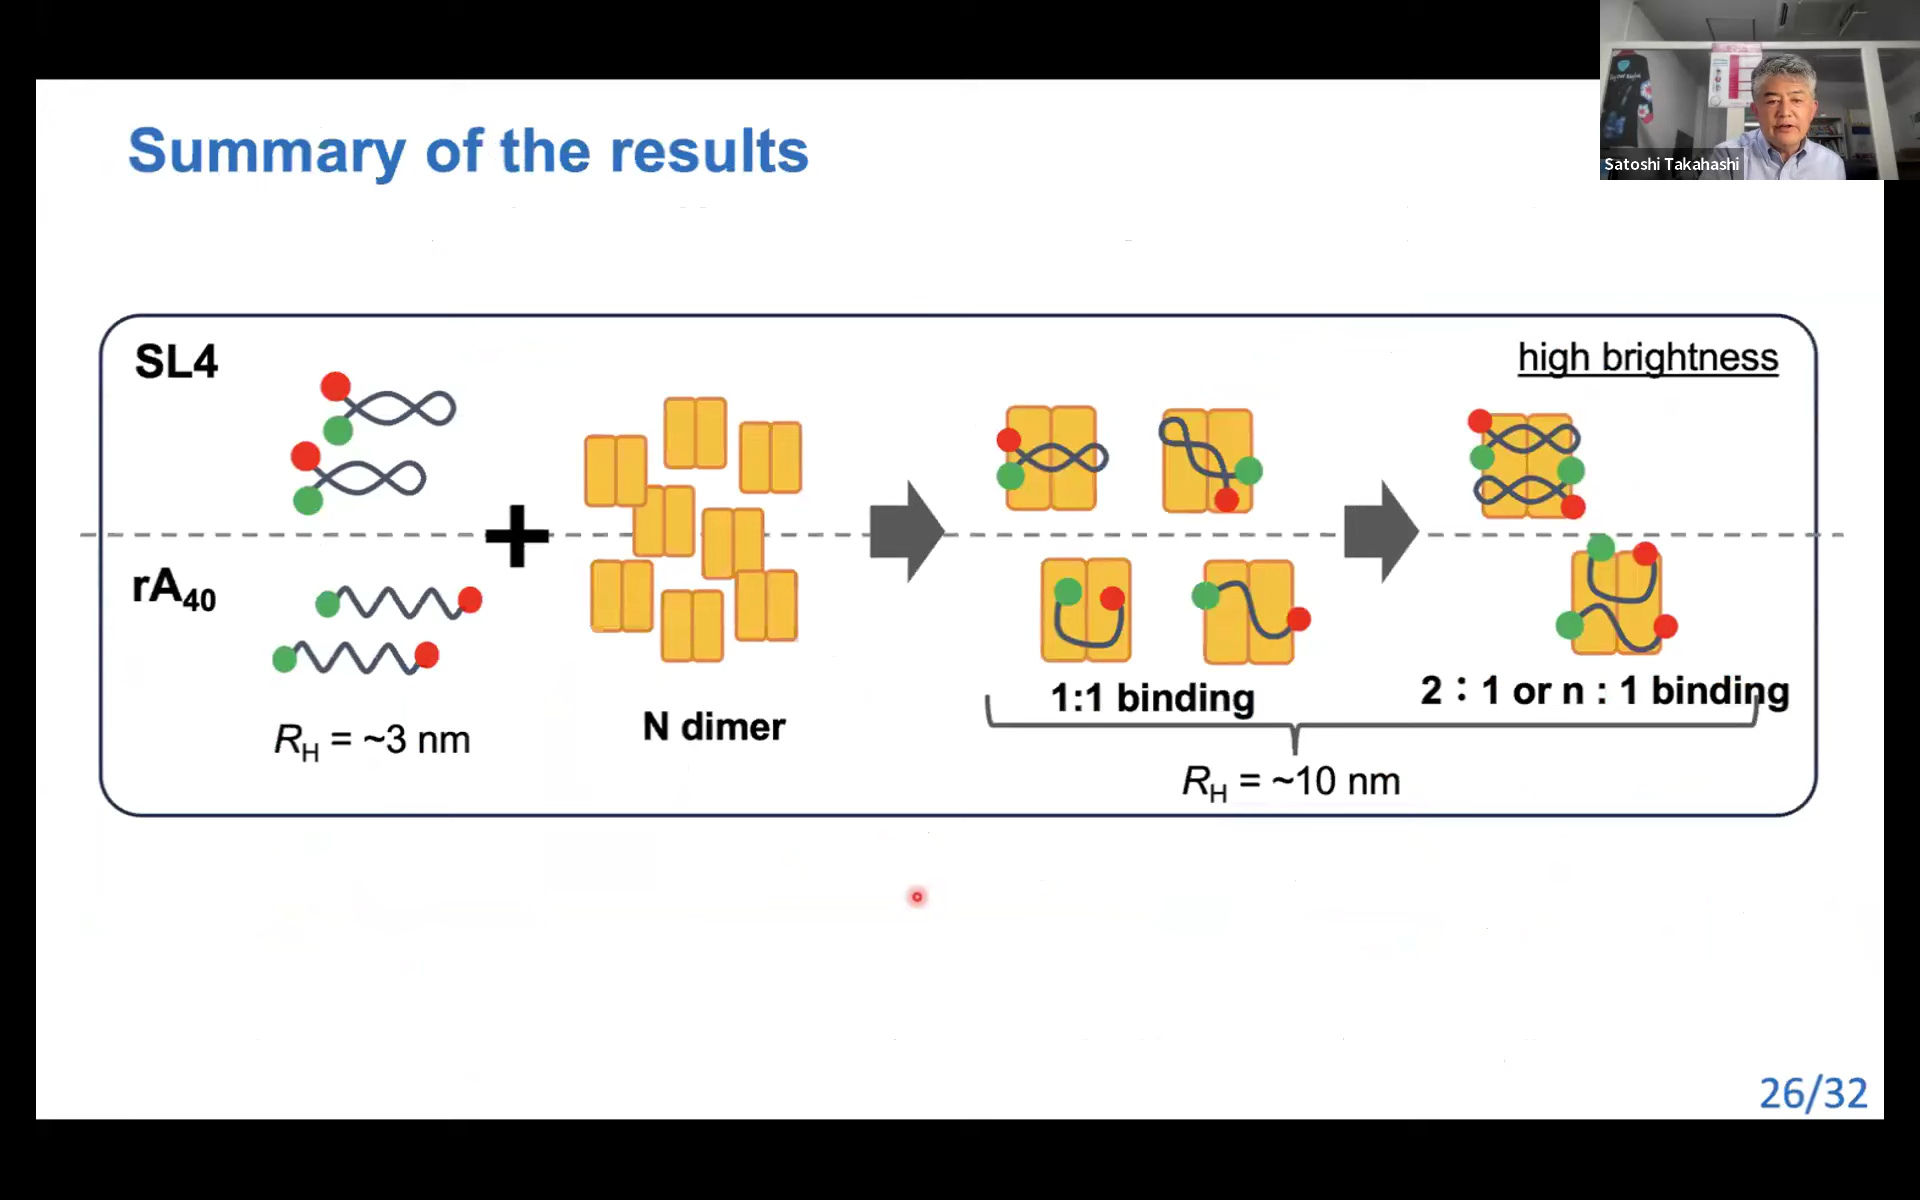 Summary of the results
Satoshi Takahashi
SL4
high brightness
rA40
RH = ~3 nm
N dimer
1:1 binding
2：1 or n : 1 binding
RH = ~10 nm
26/32